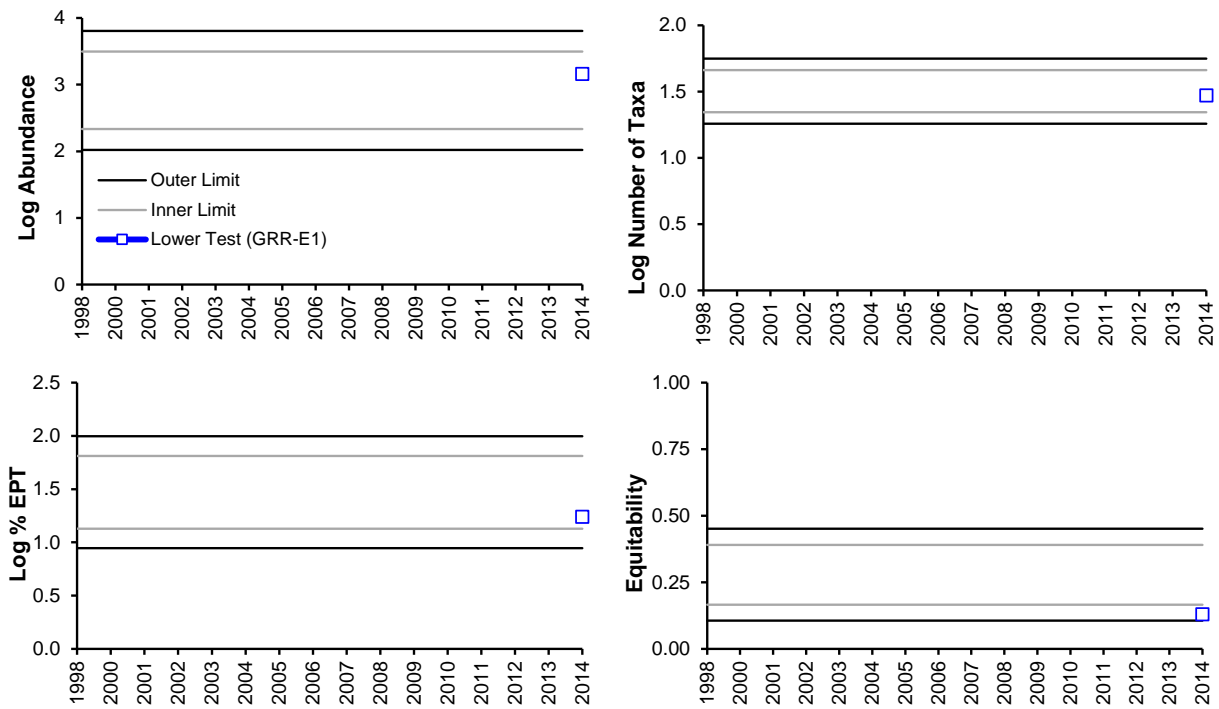 4
3
2
1
0
Log Abundance
Outer Limit
Inner Limit
Lower Test (GRR-E1)
1998 2000 2001 2002 2003 2004 2005 2006 2007 2008 2009 2010 2011 2012 2013 2014
2.0
1.5
1.0
0.5
0.0
Log Number of Taxa
1998 2000 2001 2002 2003 2004 2005 2006 2007 2008 2009 2010 2011 2012 2013 2014
2.5
2.0
1.5
1.0
0.5
0.0
Log % EPT
1998 2000 2001 2002 2003 2004 2005 2006 2007 2008 2009 2010 2011 2012 2013 2014
1.00
0.75
0.50
0.25
0.00
Equitability
1998 2000 2001 2002 2003 2004 2005 2006 2007 2008 2009 2010 2011 2012 2013 2014